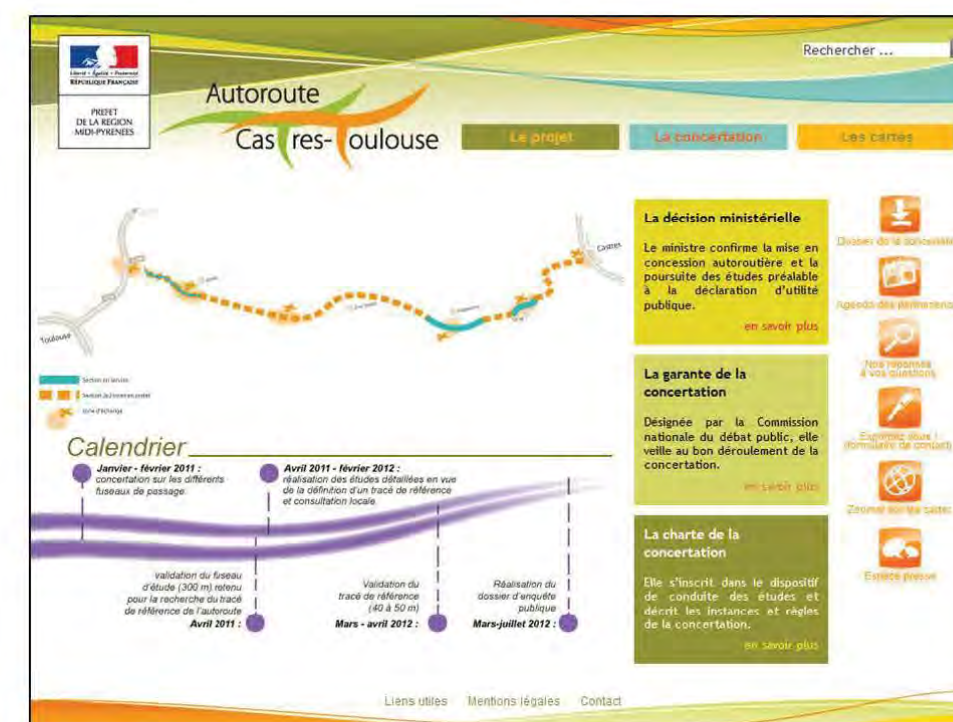 Rechercher ...
Liberté • Égalité • Fraternité
RÉPUBLIQUE FRANÇAISE
PREFET
DE LA REGION
MIDI-PYRENEES
Autoroute
Castres-Toulouse
Le projet
La concertation
Les cartes
Castres
Toulouse
Section en service
Zone d'échange
La décision ministérielle
Le ministre confirme la mise en
concession autoroutière et la
poursuite des études préalable
à la déclaration d'utilité
publique.
en savoir plus
La garante de la
concertation
Désignée par la Commission
nationale du débat public, elle
veille au bon déroulement de la
concertation.
en savoir plus
La charte de la
concertation
Elle s'inscrit dans le dispositif
de conduite des études et
décrit les instances et règles
de la concertation.
en savoir plus
Nos réponses
à vos questions
(formulaire de contact)
Zoomer sur les cartes
Espace presse
Calendrier
Janvier - février 2011 :
concertation sur les différents
fuseaux de passage.
Avril 2011 - février 2012 :
réalisation des études détaillées en vue
de la définition d'un tracé de référence
et consultation locale.
validation du fuseau
d'étude (300 m) retenu
pour la recherche du tracé
de référence de l'autoroute
Avril 2011 :
Validation du
tracé de référence
(40 à 50 m)
Mars - avril 2012 :
Réalisation du
dossier d'enquête
publique
Mars-juillet 2012 :
Liens utiles
Mentions légales
Contact